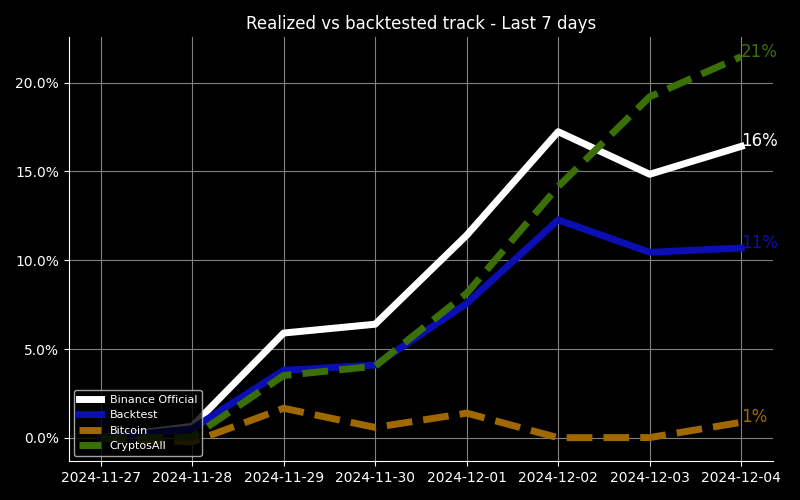 Realized vs backtested track - Last 7 days
21%
20.0%
16%
15.0%
11%
10.0%
5.0%
1%
0.0%
Binance Official
Backtest
Bitcoin
CryptosAll
2024-11-27 2024-11-28 2024-11-29 2024-11-30 2024-12-01 2024-12-02 2024-12-03 2024-12-04